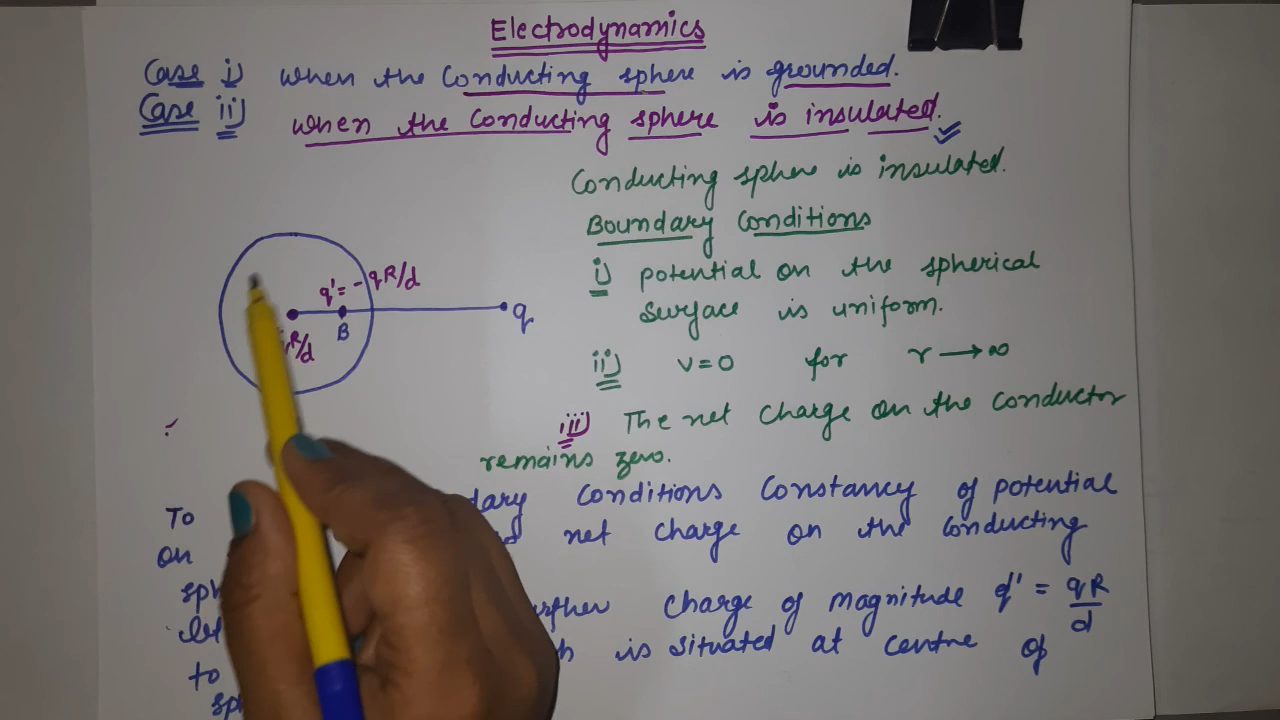 Electrodynamics
Case i) when the conducting sphere is grounded.
Case ii) when the conducting sphere is insulated.
Conducting sphere is insulated.
Boundary Conditions
i) potential on the spherical
surface is uniform.
q' = - qR/d
q
B
R/d
ii) v=0 for r → ∞
iii) The net charge on the conductor
remains zero.
To Conditions Constancy of potential
on net charge on the conducting
charge of magnitude q' = qR/d
to is situated at centre of